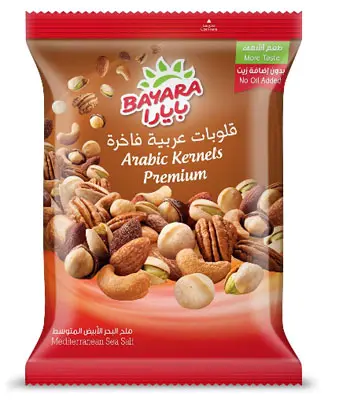 طعم أشهى
More Taste
بدون إضافة زيت
No Oil Added
BAYARA
بايارا
قلوبات عربية فاخرة
Arabic Kernels
Premium
ملح البحر الأبيض المتوسط
Mediterranean Sea Salt